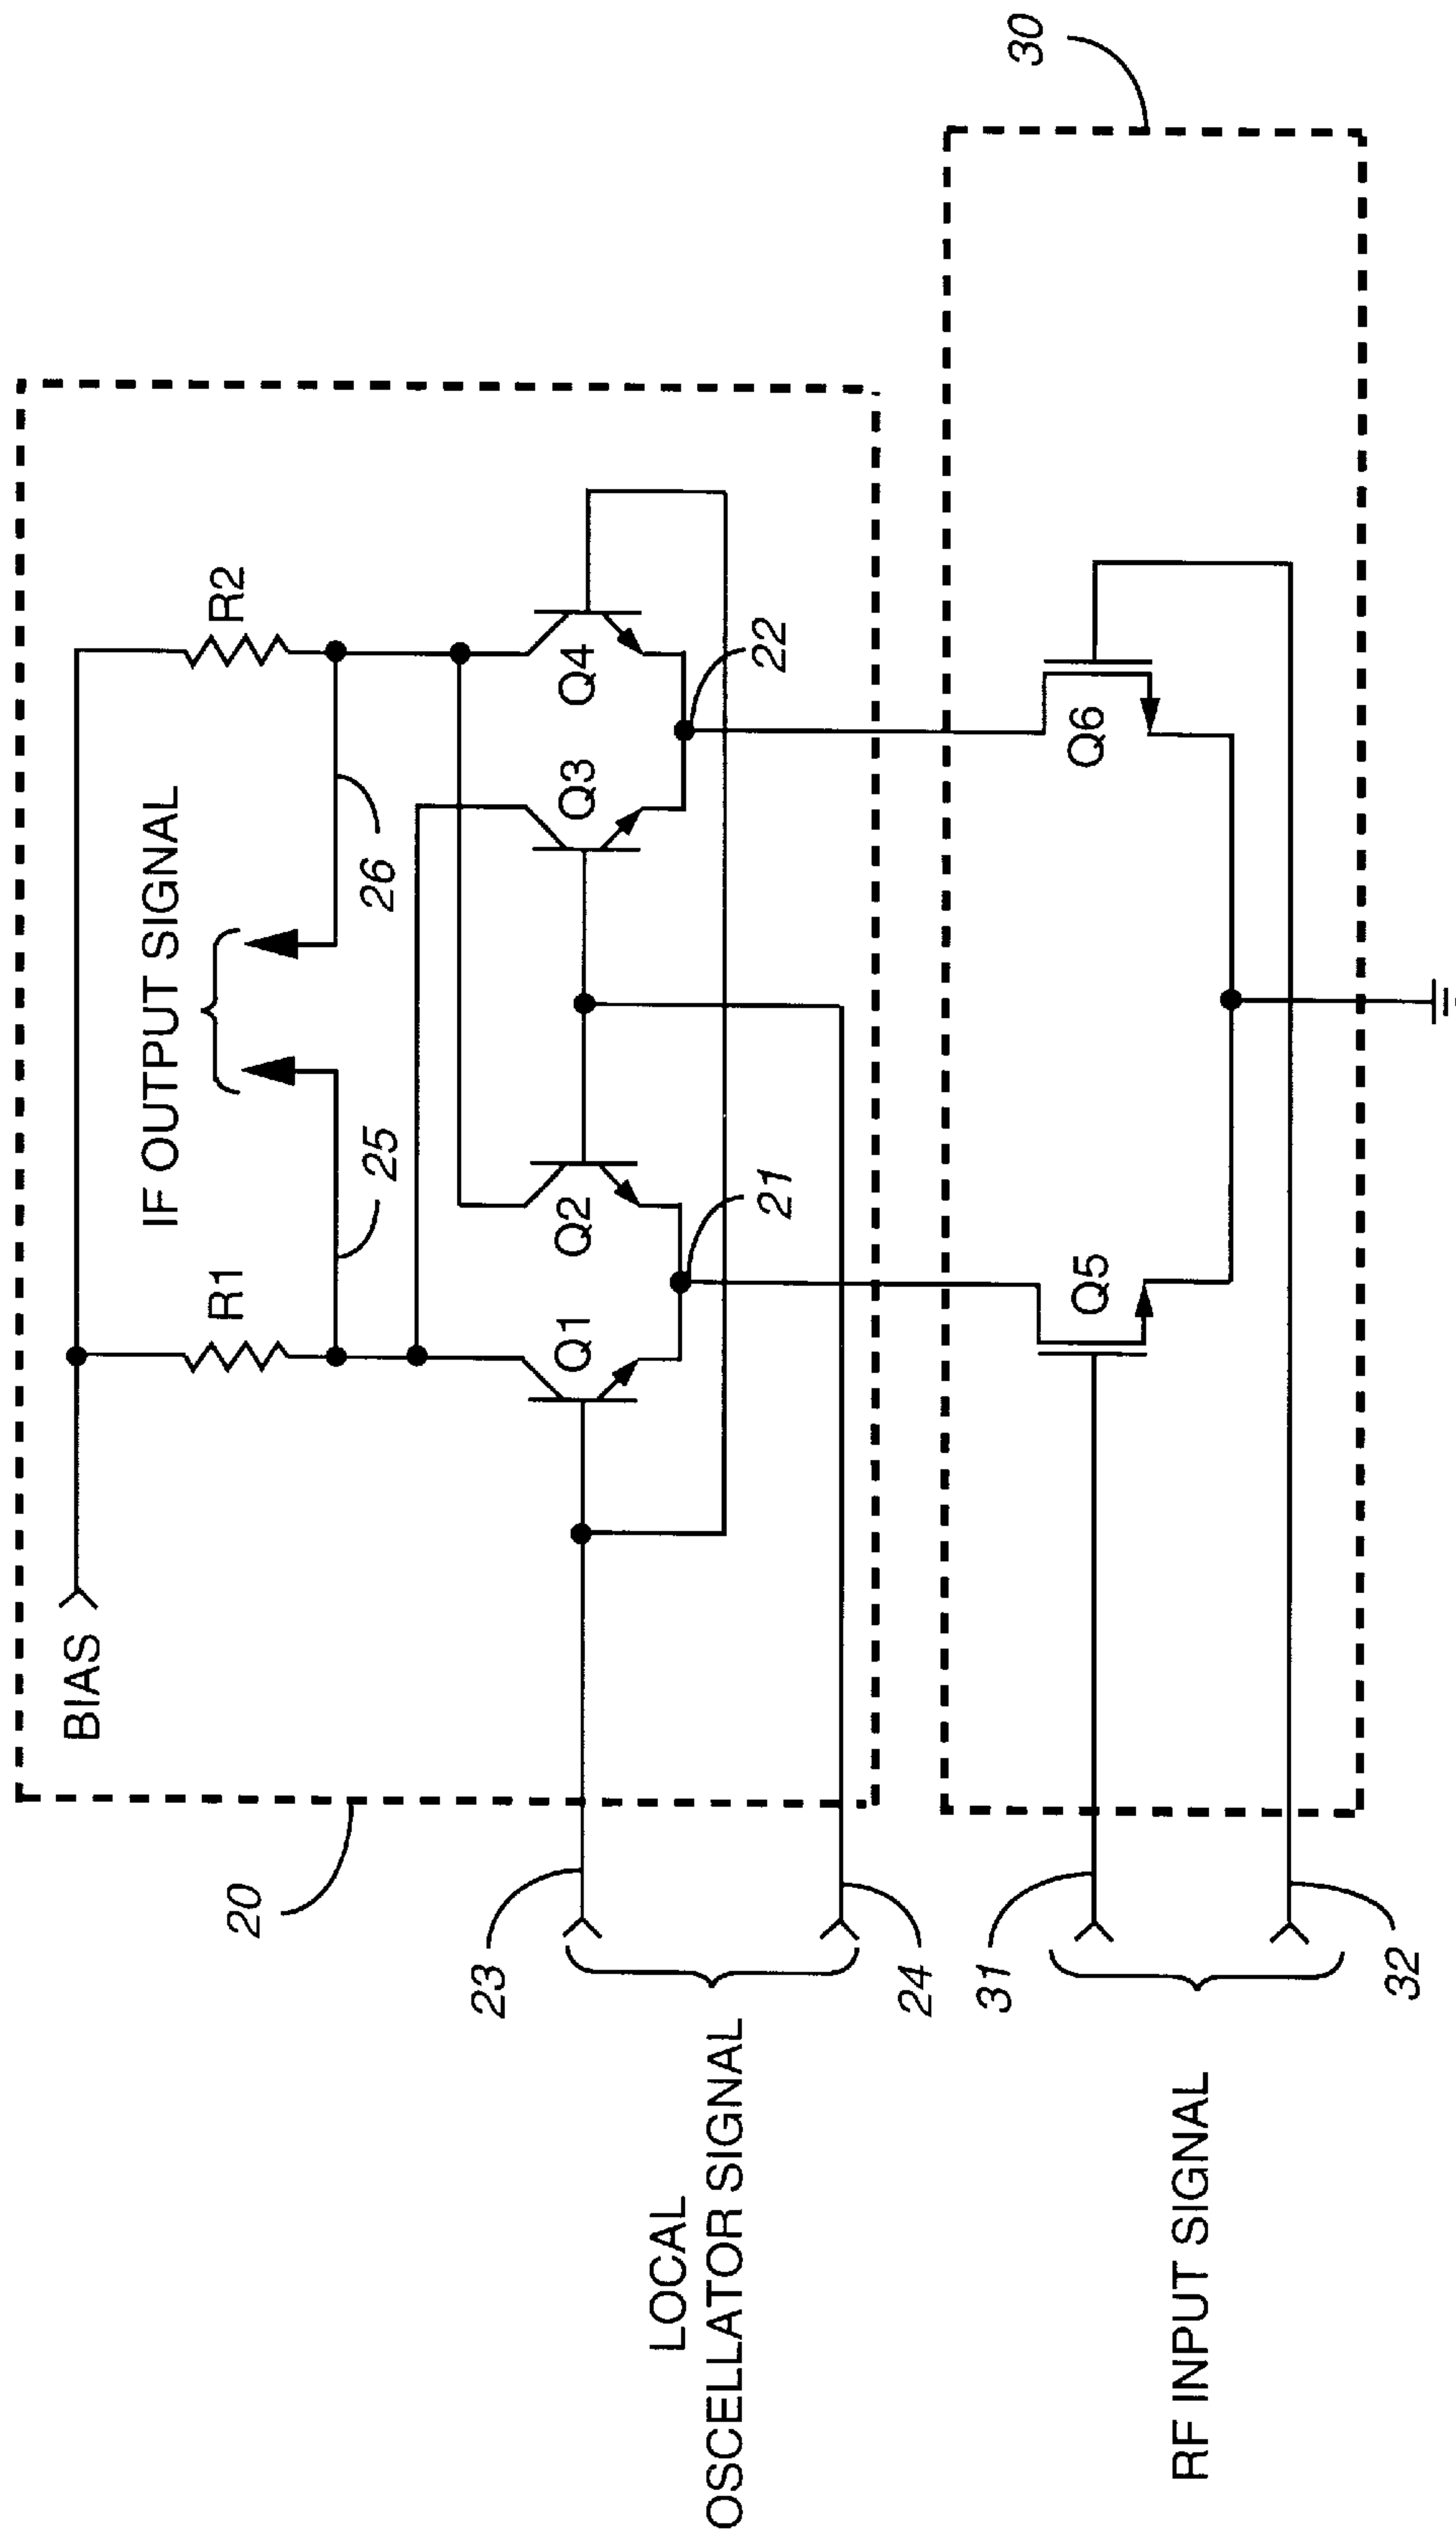 BIAS
R1
R2
IF OUTPUT SIGNAL
25
26
20
Q1
Q2
Q3
Q4
23
21
22
LOCAL
OSCELLATOR SIGNAL
24
30
31
Q5
Q6
RF INPUT SIGNAL
32